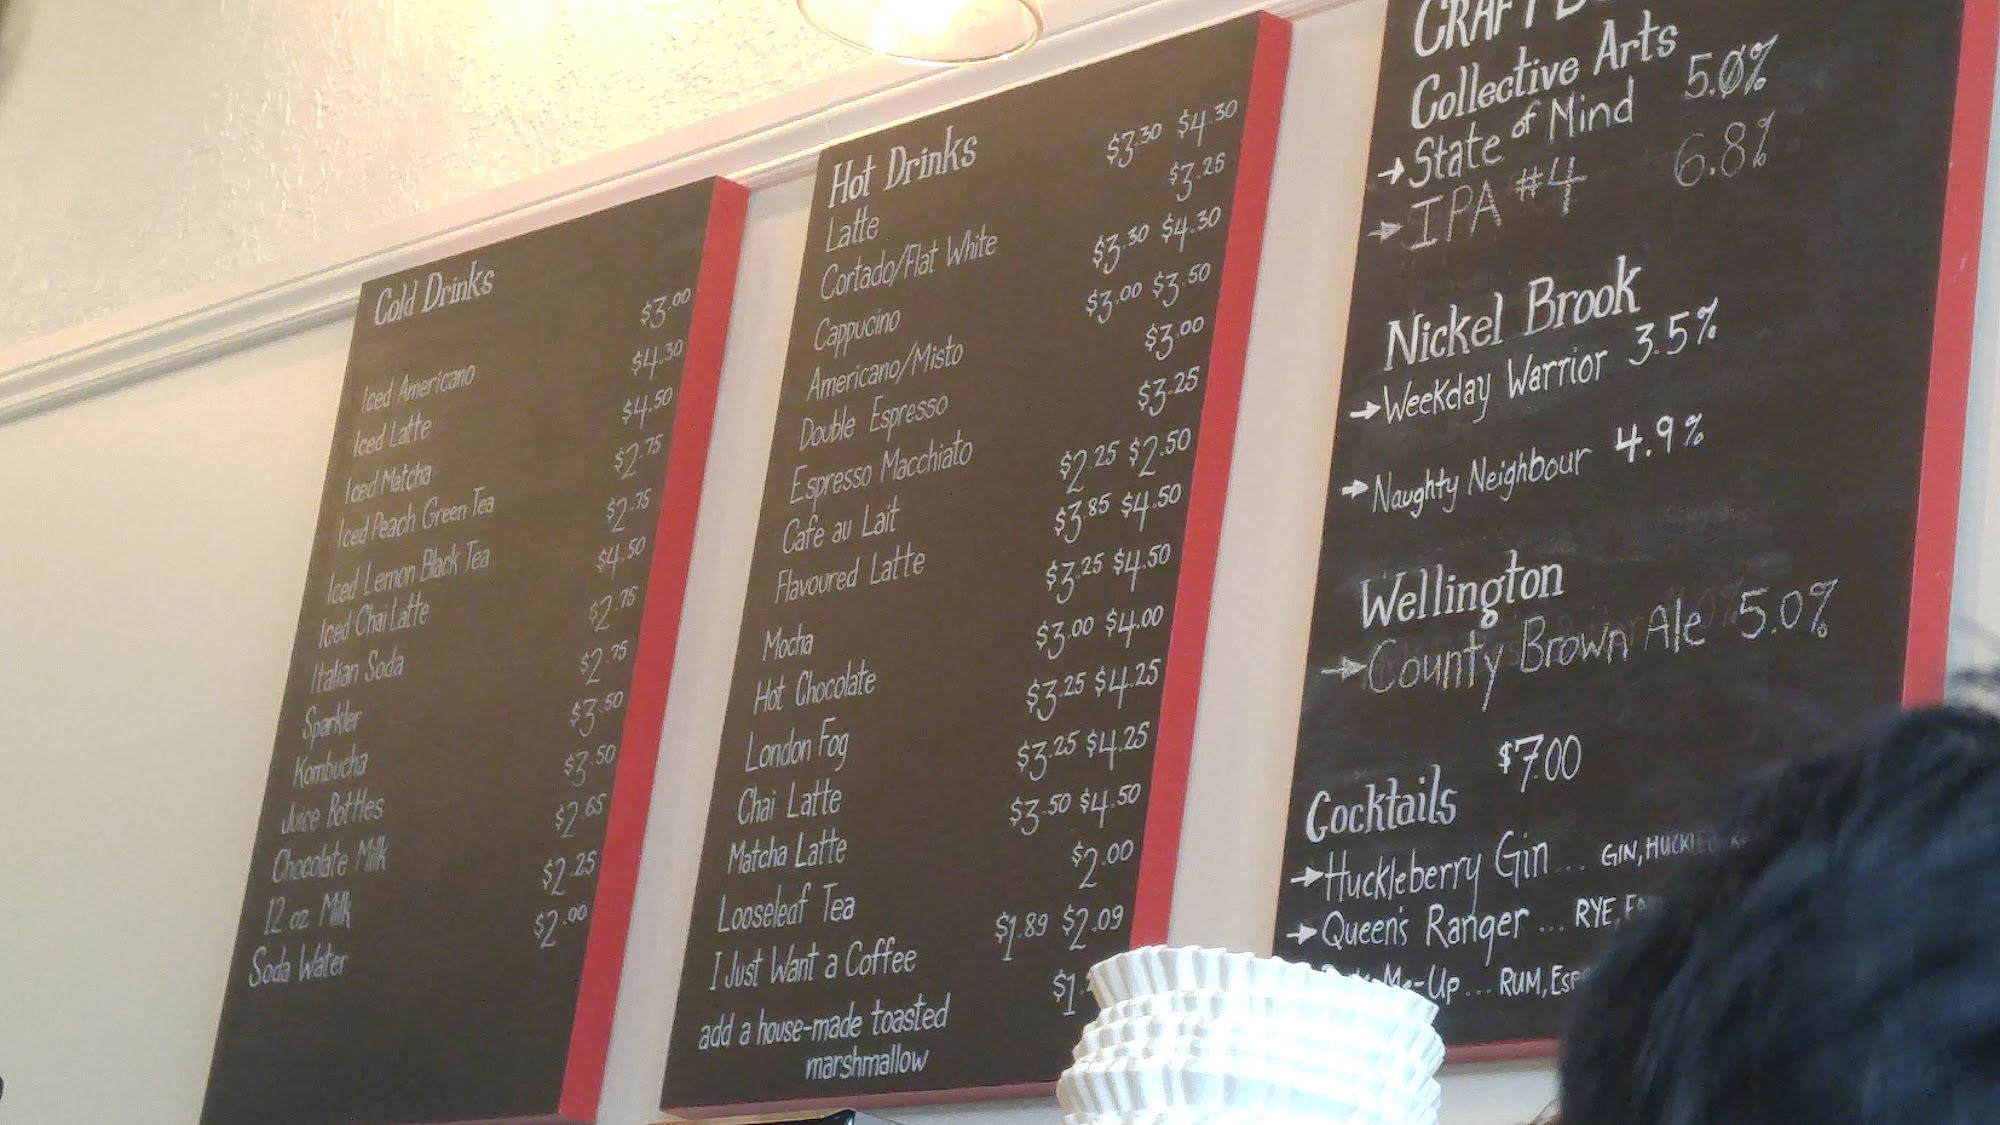 Cold Drinks
Iced Americano $3.00
Iced Latte $4.30
Iced Matcha $4.50
Iced Peach Green Tea $2.75
Iced Lemon Black Tea $2.75
Iced Chai Latte $4.50
Italian Soda $2.75
Sparkler $2.75
Kombucha $3.50
Juice Bottles $3.50
Chocolate Milk $2.65
12 oz Milk $2.25
Soda Water $2.00
Hot Drinks
Latte $3.30 $4.30
Cortado/Flat White $3.25
Cappucino $3.30 $4.30
Americano/Misto $3.00 $3.50
Double Espresso $3.00
Espresso Macchiato $3.25
Cafe au Lait $2.25 $2.50
Flavoured Latte $3.85 $4.50
Mocha $3.25 $4.50
Hot Chocolate $3.00 $4.00
London Fog $3.25 $4.25
Chai Latte $3.25 $4.25
Matcha Latte $3.50 $4.50
Looseleaf Tea $2.00
I Just Want a Coffee $1.89 $2.09
add a house-made toasted
marshmallow
CRAFT
Collective Arts
→ State of Mind 5.0%
→ IPA #4 6.8%
Nickel Brook
→ Weekday Warrior 3.5%
→ Naughty Neighbour 4.9%
Wellington
→ County Brown Ale 5.0%
Cocktails $7.00
→ Huckleberry Gin ... GIN,
→ Queen's Ranger ... RYE,
Me-Up ... RUM,